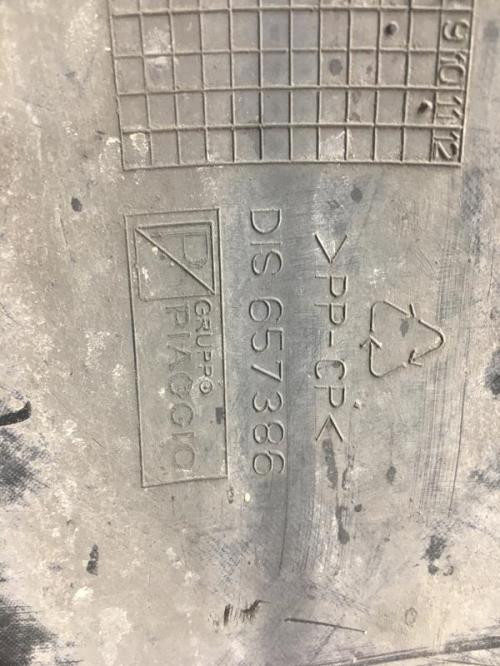 9 10 11 12
>PP-CP<
DIS 657386
GRUPPO
PIAGGIO